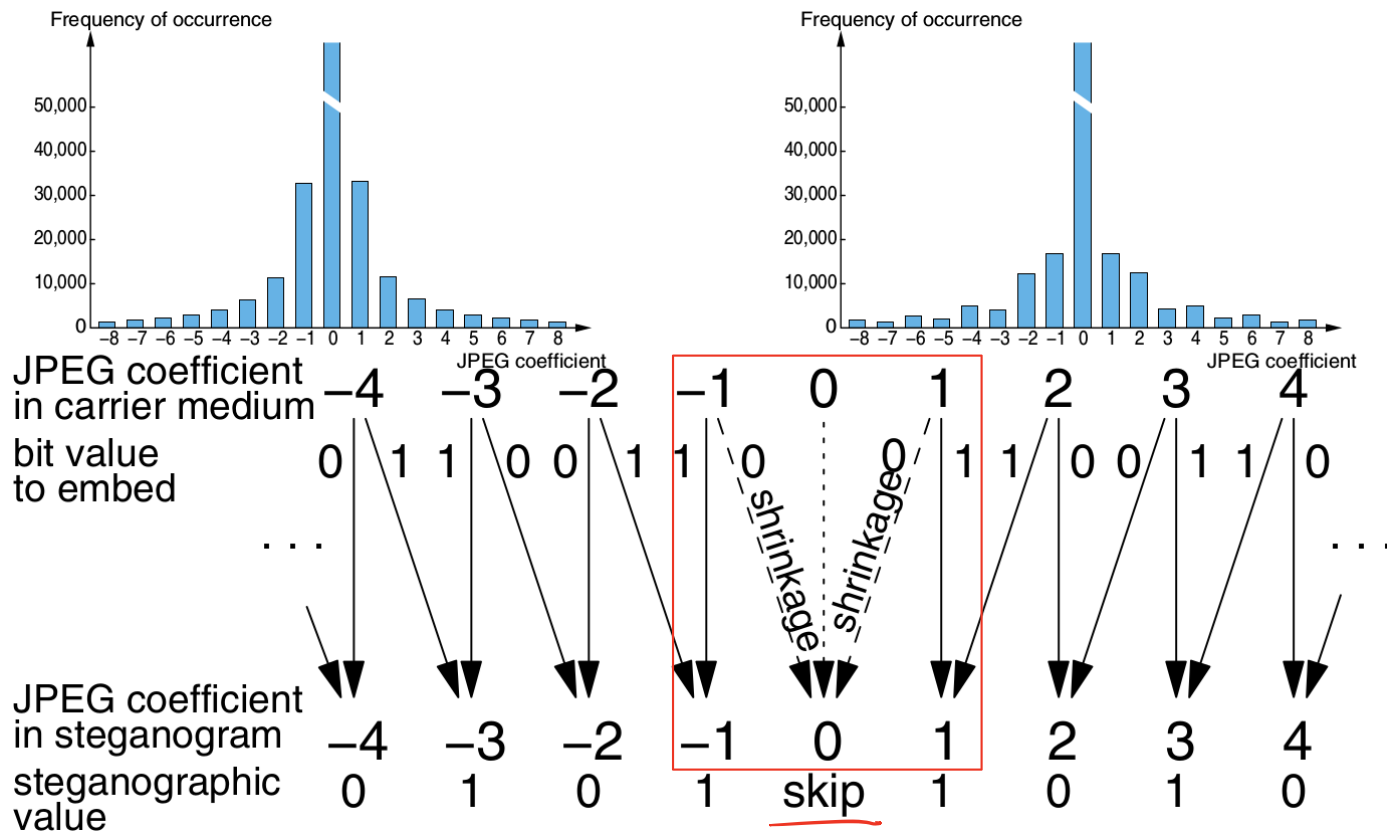 Frequency of occurrence
50,000
40,000
30,000
20,000
10,000
0
−8 −7 −6 −5 −4 −3 −2 −1 0 1 2 3 4 5 6 7 8
JPEG coefficient
Frequency of occurrence
50,000
40,000
30,000
20,000
10,000
0
−8 −7 −6 −5 −4 −3 −2 −1 0 1 2 3 4 5 6 7 8
JPEG coefficient
JPEG coefficient
in carrier medium
−4 −3 −2 −1 0 1 2 3 4
bit value
to embed
0 1 1 0 0 1 1 0 0 1 1 0 0 1 1 0
shrinkage
shrinkage
. . .
. . .
JPEG coefficient
in steganogram
−4 −3 −2 −1 0 1 2 3 4
steganographic
value
0 1 0 1 skip 1 0 1 0